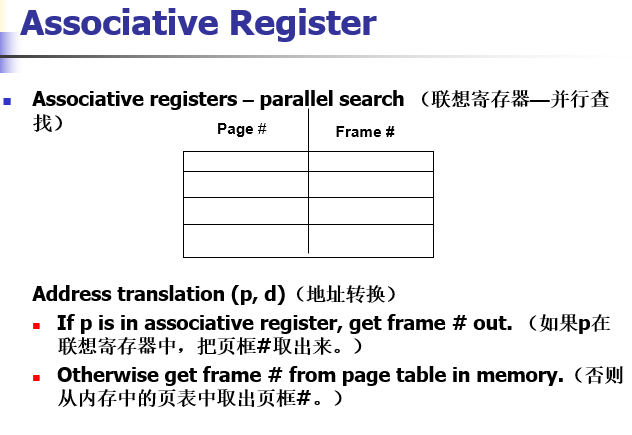 Associative Register
Associative registers – parallel search （联想寄存器—并行查
找）
Page # Frame #
Address translation (p, d)（地址转换）
If p is in associative register, get frame # out. （如果p在
联想寄存器中，把页框#取出来。）
Otherwise get frame # from page table in memory.（否则
从内存中的页表中取出页框#。）